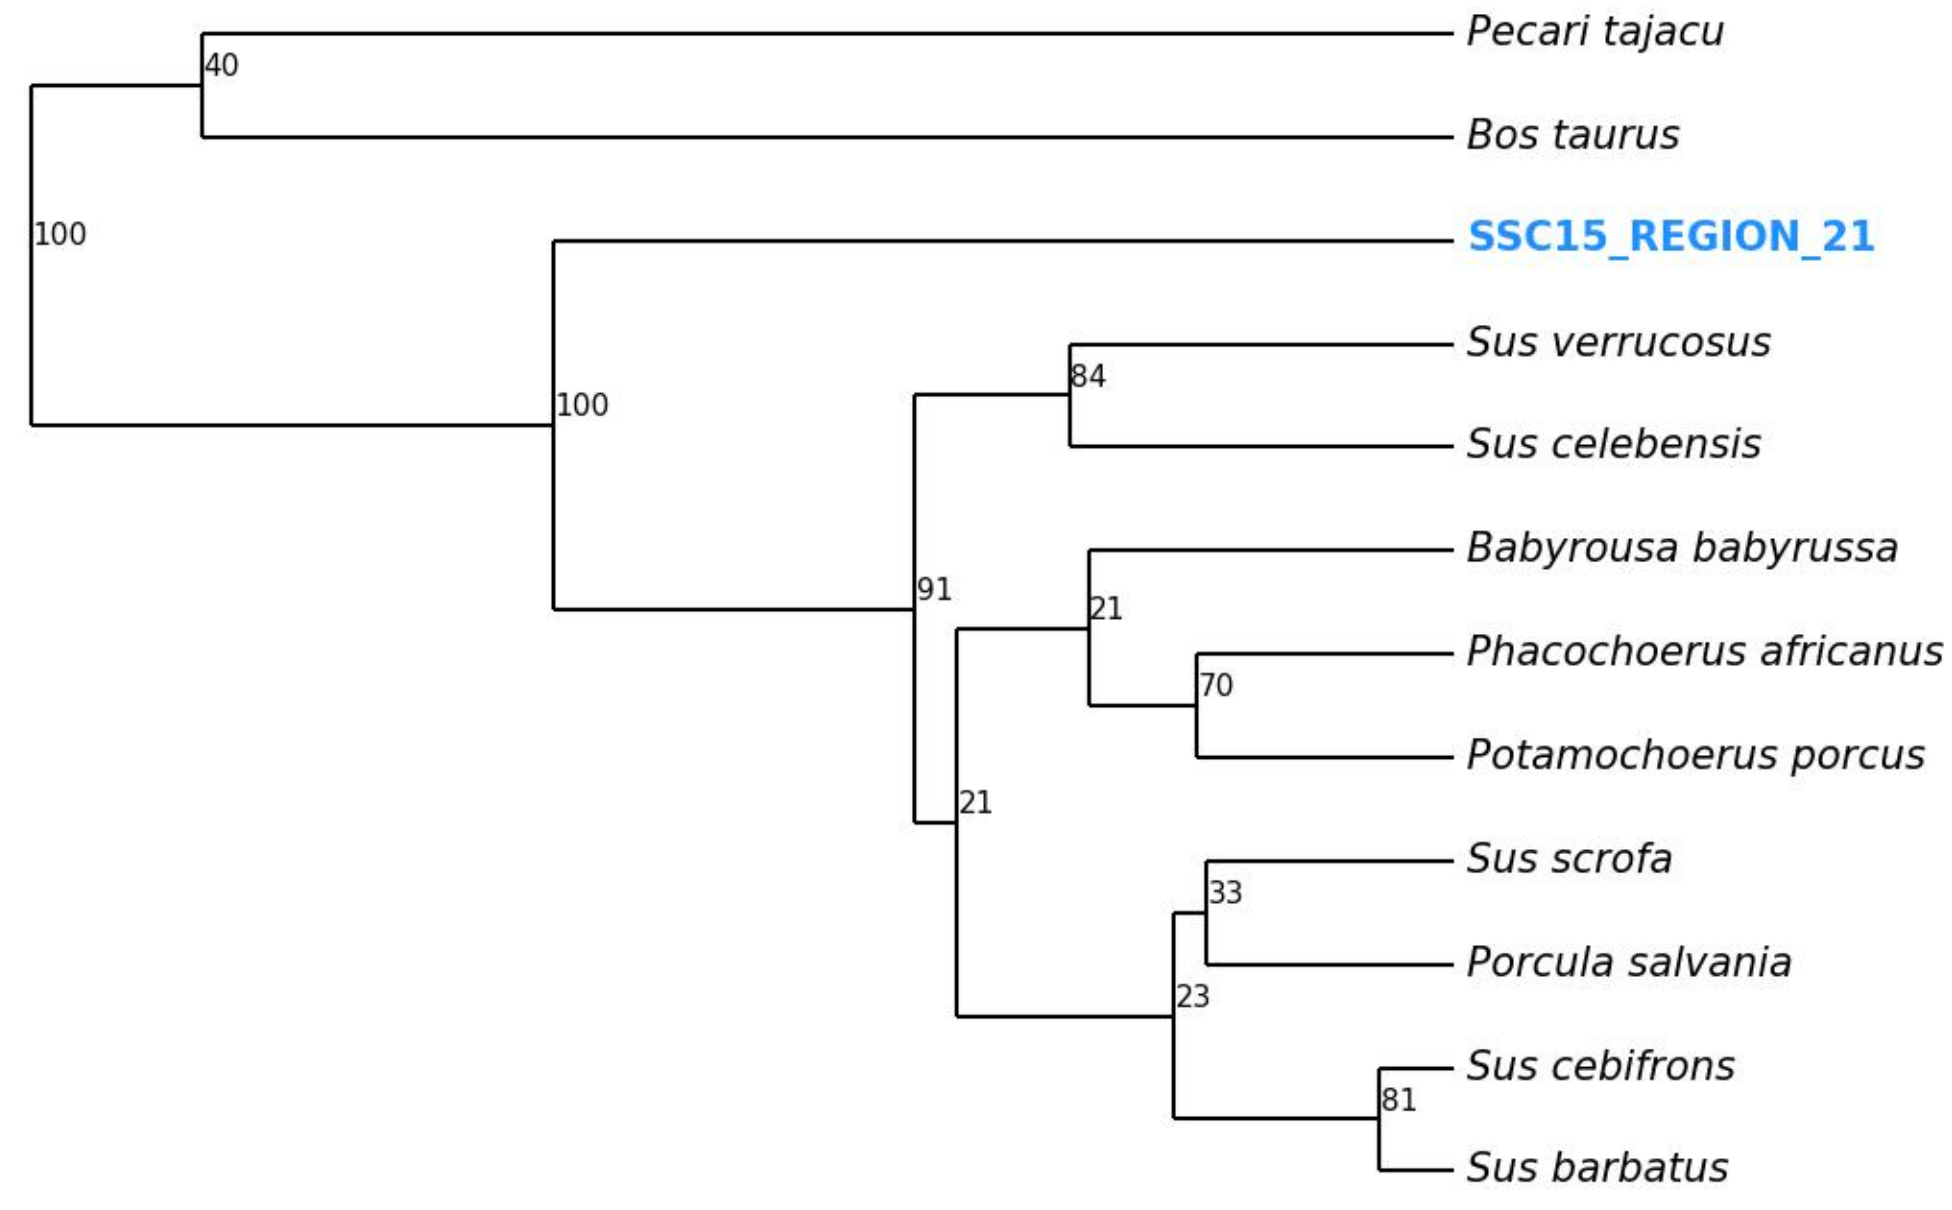 Pecari tajacu
40
Bos taurus
100
SSC15_REGION_21
Sus verrucosus
84
100
Sus celebensis
Babyrousa babyrussa
91
21
Phacochoerus africanus
70
Potamochoerus porcus
21
Sus scrofa
33
Porcula salvania
23
Sus cebifrons
81
Sus barbatus